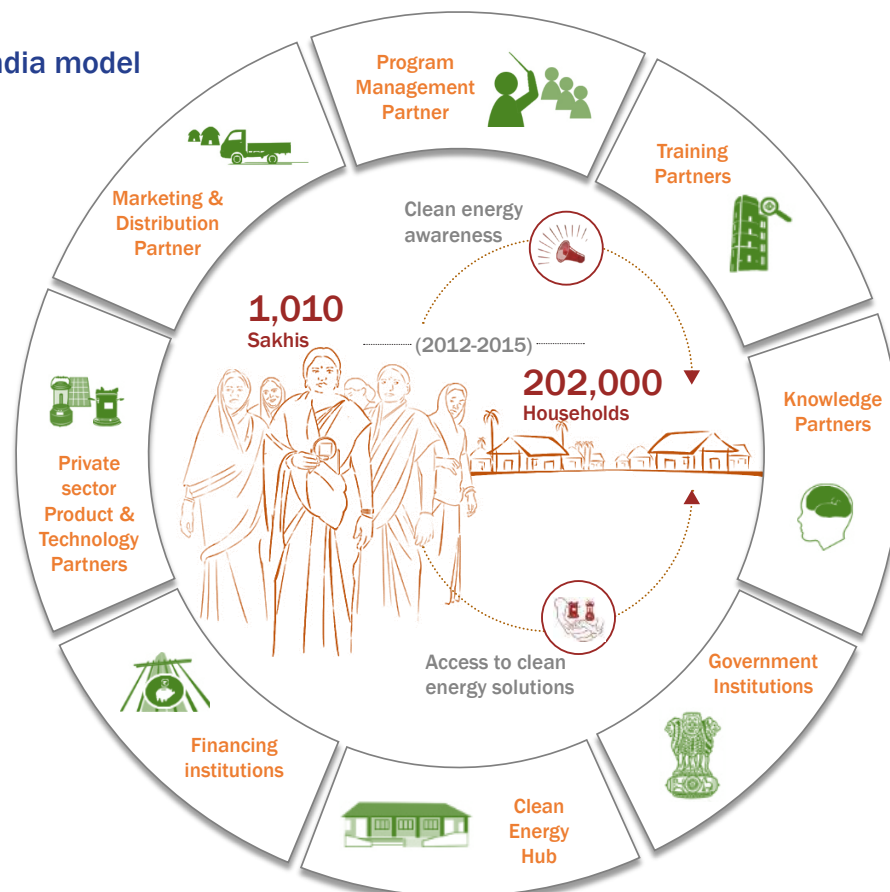 ndia model
Program
Management
Partner
Training
Partners
Marketing &
Distribution
Partner
Clean energy
awareness
1,010
Sakhis
(2012-2015)
202,000
Households
Knowledge
Partners
Private
sector
Product &
Technology
Partners
Access to clean
energy solutions
Government
Institutions
Financing
institutions
Clean
Energy
Hub